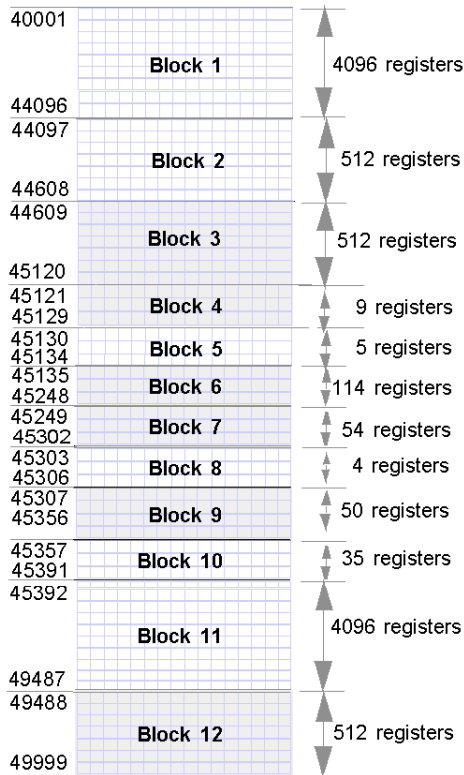 40001
Block 1
4096 registers
44096
44097
Block 2
512 registers
44608
44609
Block 3
512 registers
45120
45121
Block 4
9 registers
45129
45130
Block 5
5 registers
45134
45135
Block 6
114 registers
45248
45249
Block 7
54 registers
45302
45303
Block 8
4 registers
45306
45307
Block 9
50 registers
45356
45357
Block 10
35 registers
45391
45392
Block 11
4096 registers
49487
49488
Block 12
512 registers
49999